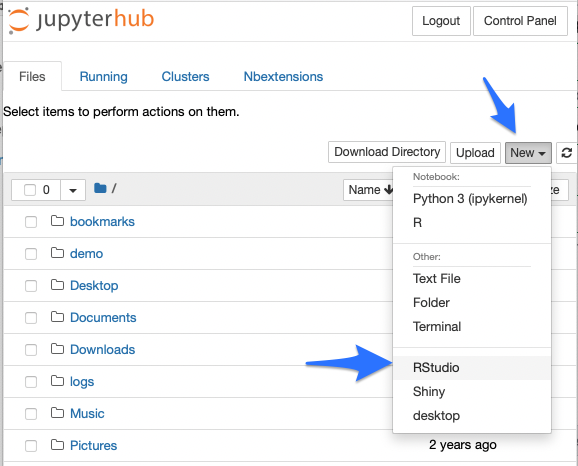 jupyterhub
Logout Control Panel
Files Running Clusters Nbextensions
Select items to perform actions on them.
Download Directory Upload New
0 / Name
Notebook:
Python 3 (ipykernel)
R
Other:
Text File
Folder
Terminal
RStudio
Shiny
desktop
bookmarks
demo
Desktop
Documents
Downloads
logs
Music
Pictures 2 years ago